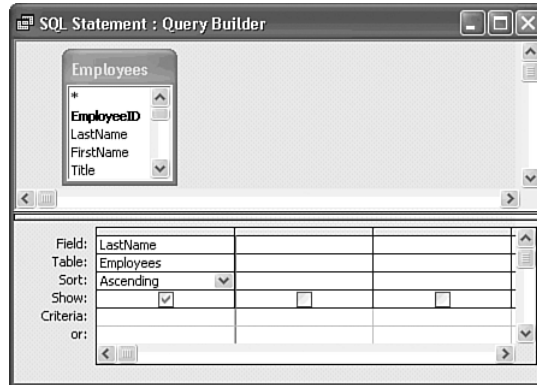 SQL Statement : Query Builder
Employees
*
EmployeeID
LastName
FirstName
Title
Field: LastName
Table: Employees
Sort: Ascending
Show:
Criteria:
or: